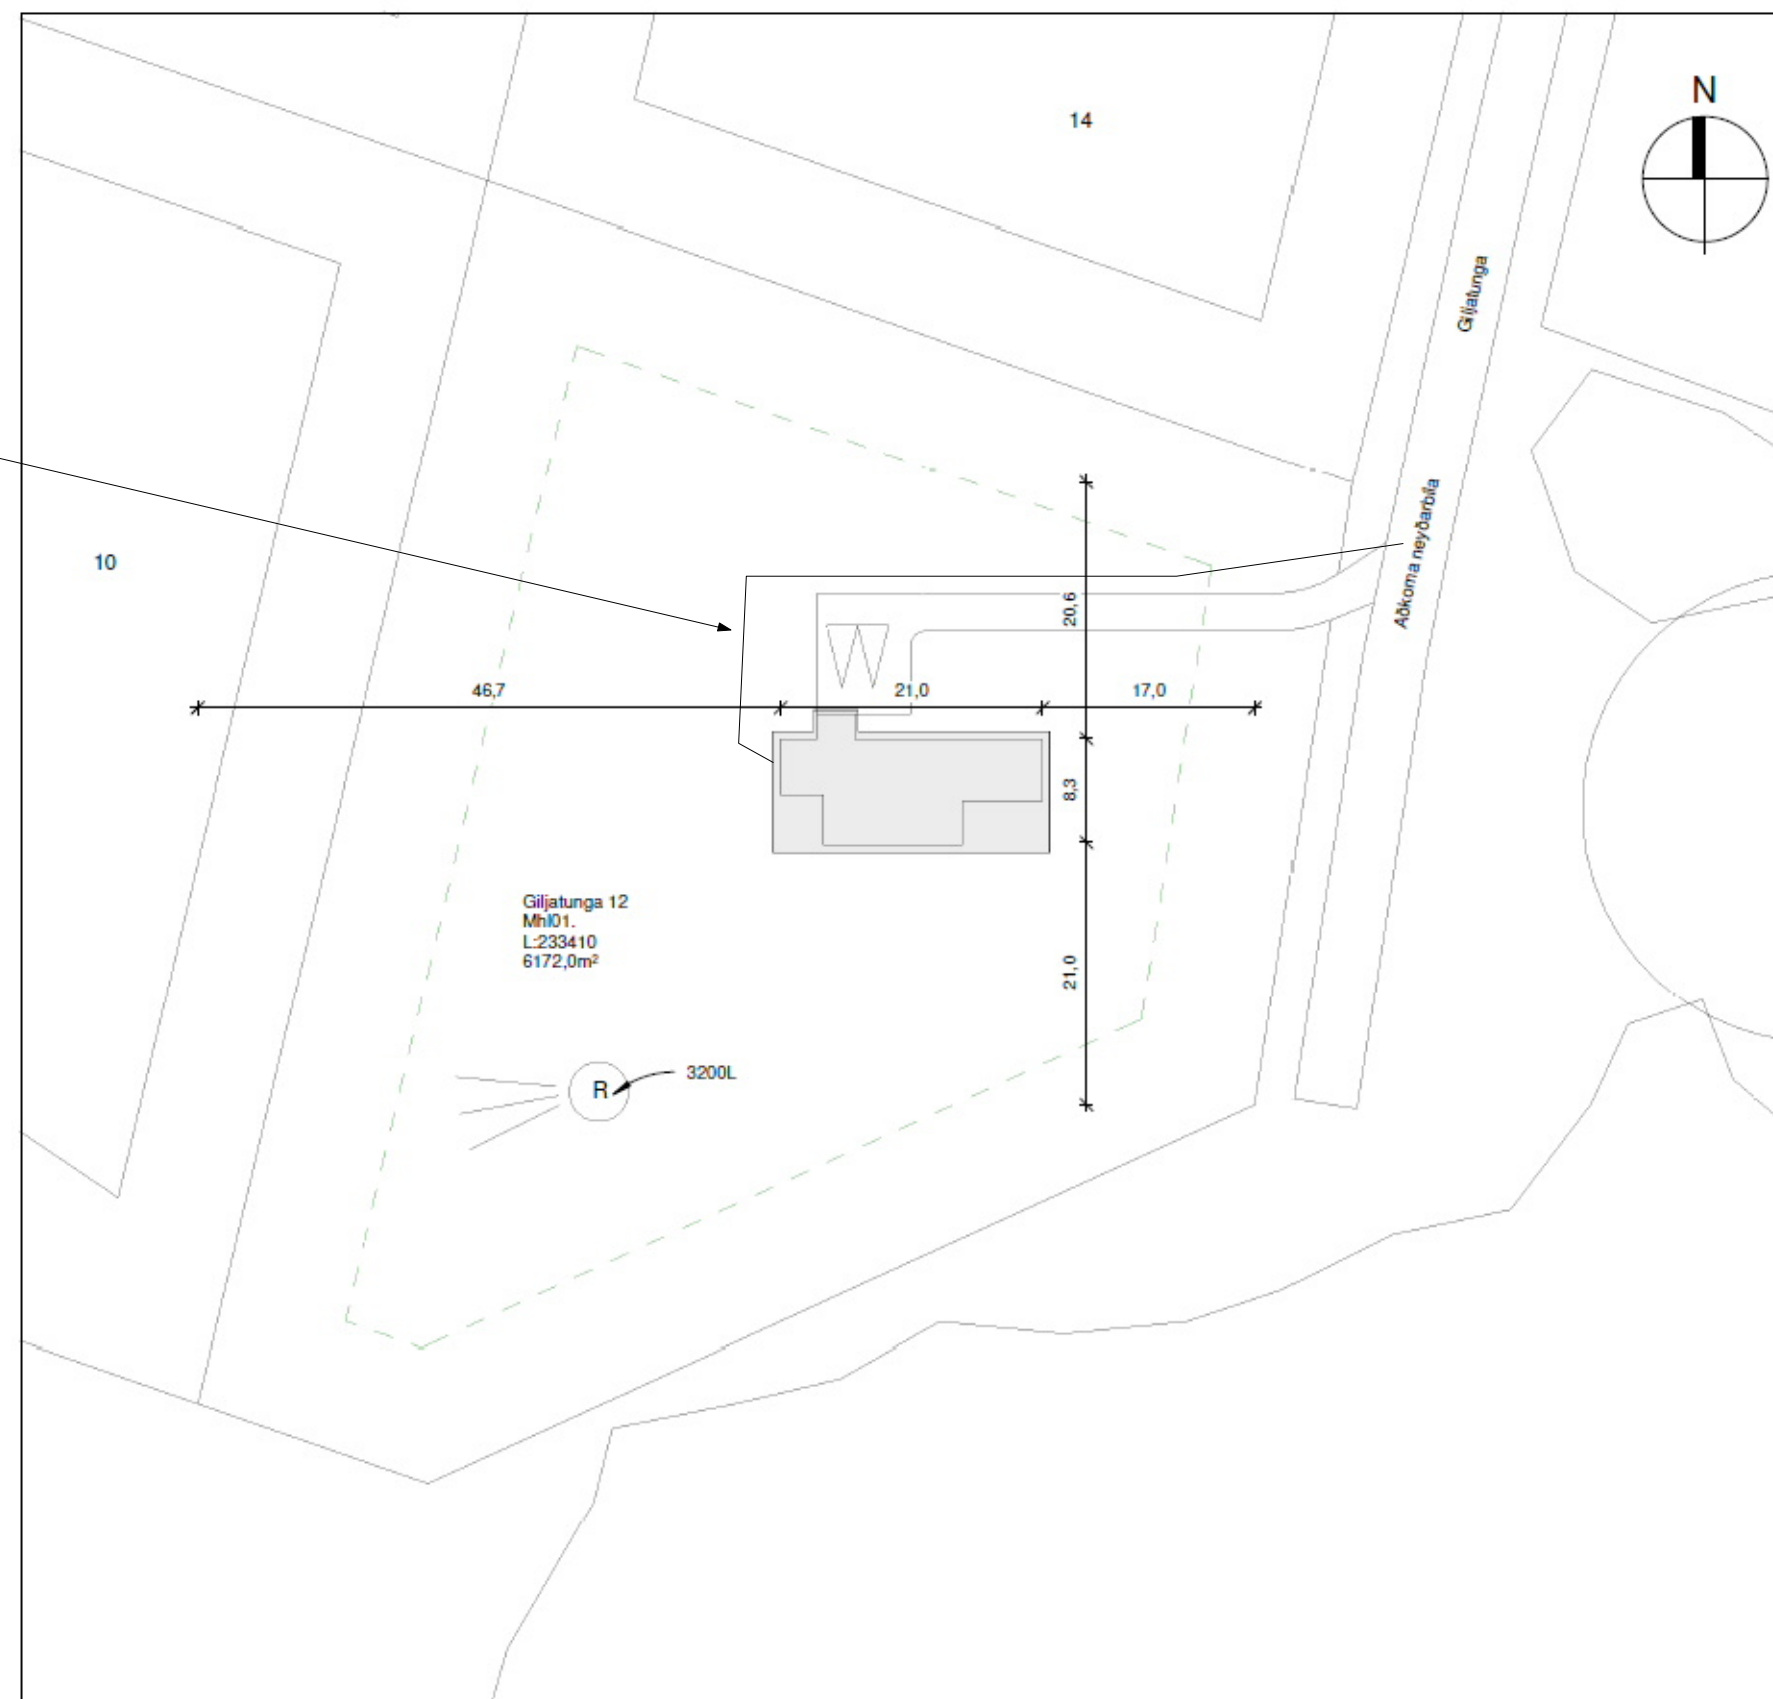 N
14
Giljatunga
Aðkoma neyðarbíla
10
20,6
46,7
21,0
17,0
8,3
Giljatunga 12
Mhl01.
L:233410
6172,0m²
21,0
R
3200L